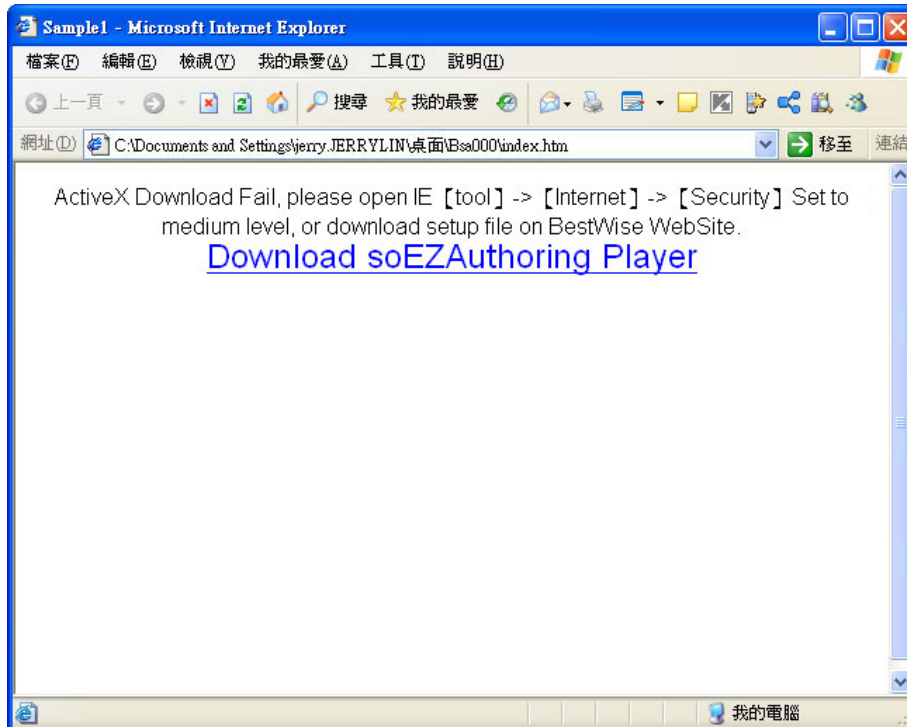 Sample1 - Microsoft Internet Explorer
檔案(F) 編輯(E) 檢視(V) 我的最愛(A) 工具(T) 說明(H)
上一頁 搜尋 我的最愛
網址(D) C:\Documents and Settings\jerry.JERRYLIN\桌面\Bsa000\index.htm 移至 連結
ActiveX Download Fail, please open IE【tool】->【Internet】->【Security】Set to
medium level, or download setup file on BestWise WebSite.
Download soEZAuthoring Player
我的電腦